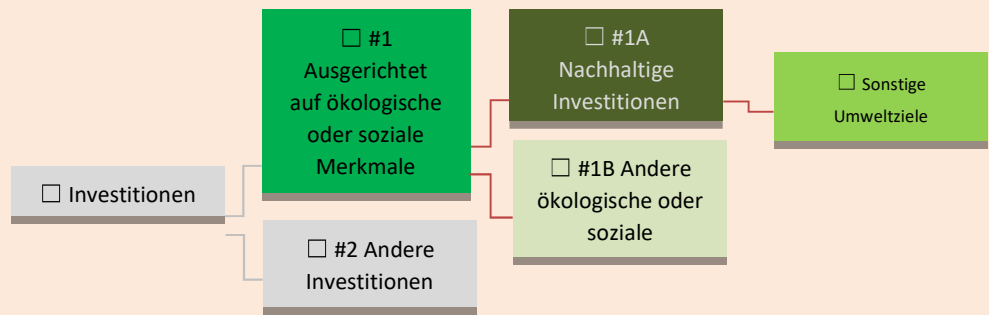 ☐ Investitionen
☐ #1
Ausgerichtet
auf ökologische
oder soziale
Merkmale
☐ #2 Andere
Investitionen
☐ #1A
Nachhaltige
Investitionen
☐ #1B Andere
ökologische oder
soziale
☐ Sonstige
Umweltziele